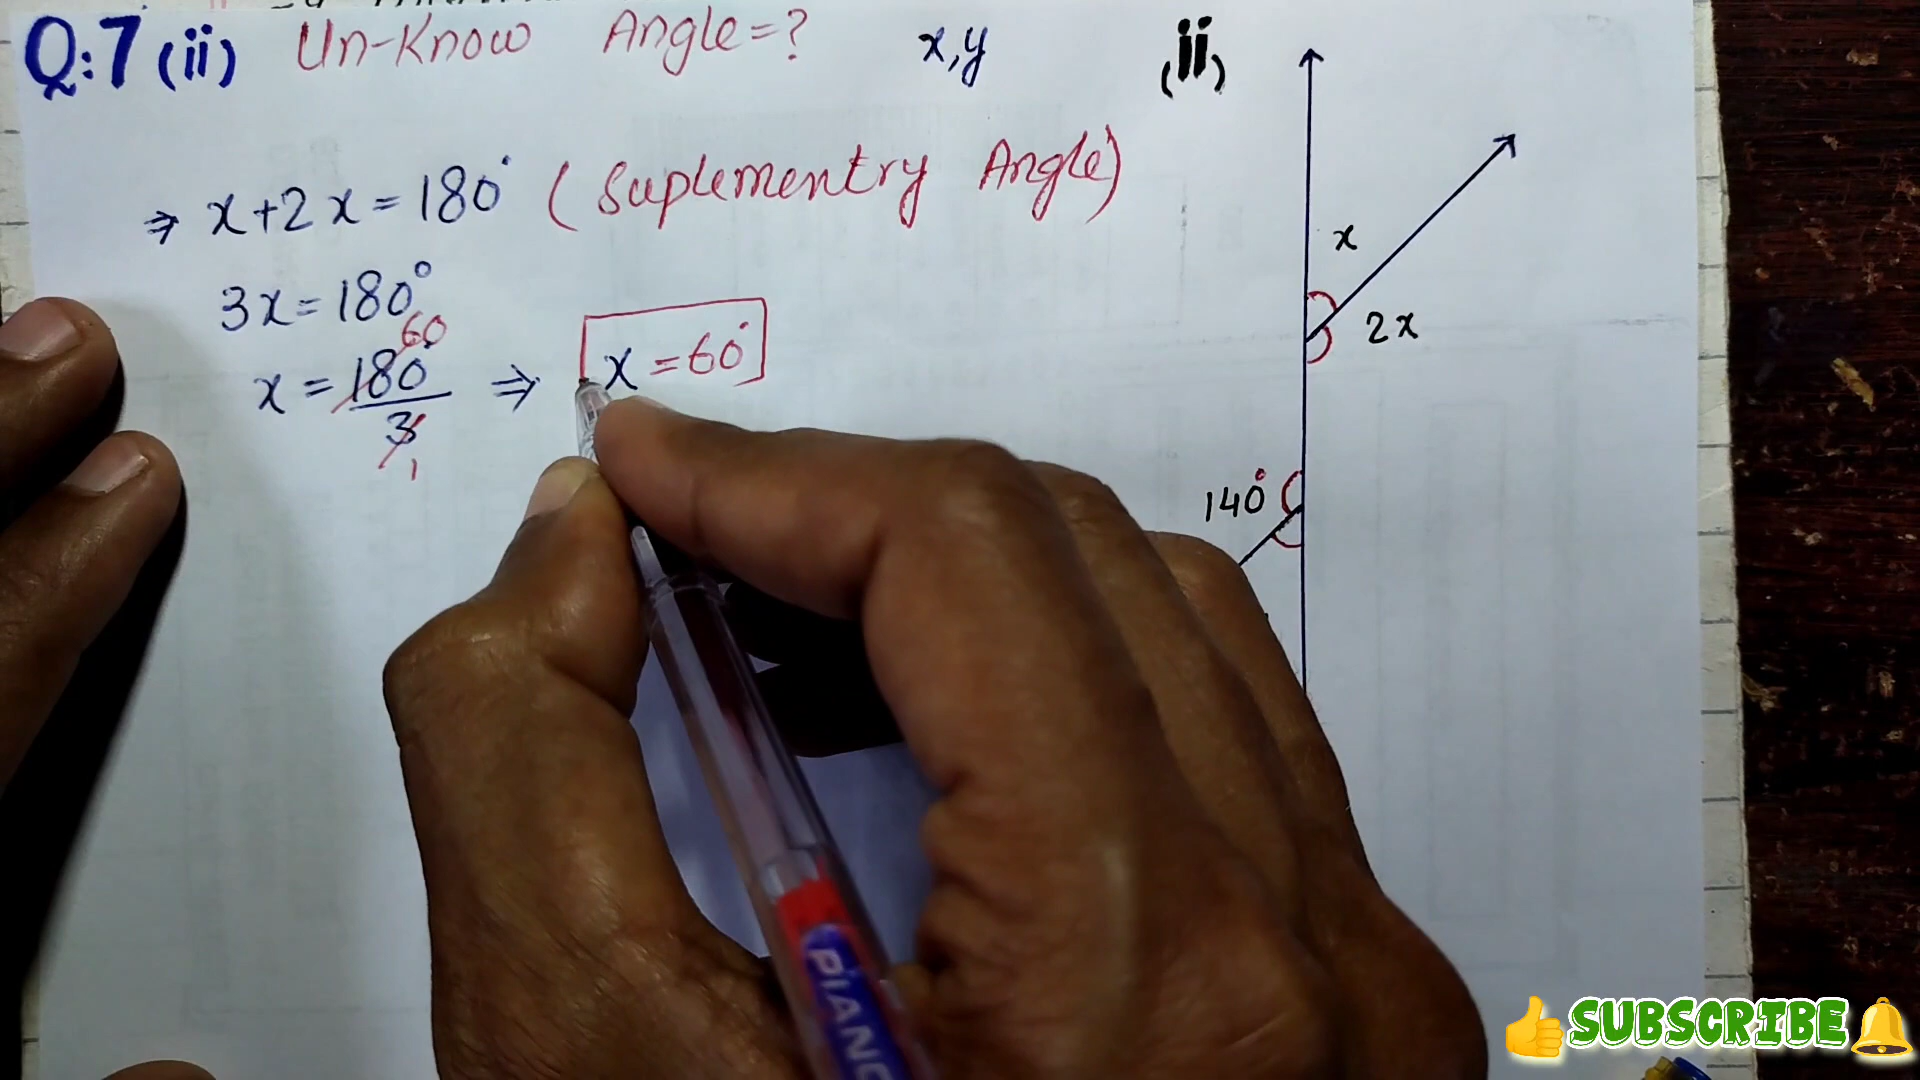 Q:7 (ii) Un-Know Angle=? x,y (ii)
⇒ x+2x=180° (Suplementry Angle)
x
3x=180°
2x
60
x = 180° / 3 ⇒ x = 60°
1
140°
PIANO
SUBSCRIBE